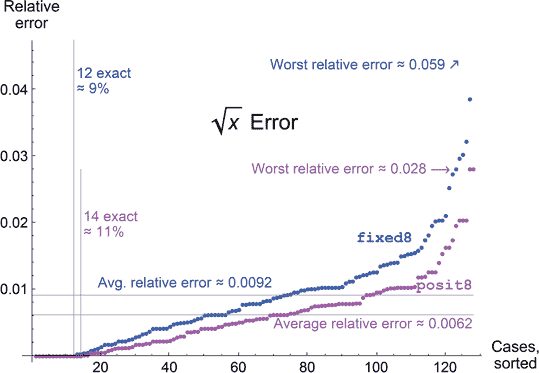 Relative
error
12 exact
≈ 9%
Worst relative error ≈ 0.059 ↗
0.04
√x Error
0.03
Worst relative error ≈ 0.028 →
14 exact
≈ 11%
fixed8
0.02
Avg. relative error ≈ 0.0092
posit8
0.01
Average relative error ≈ 0.0062
Cases,
sorted
20 40 60 80 100 120